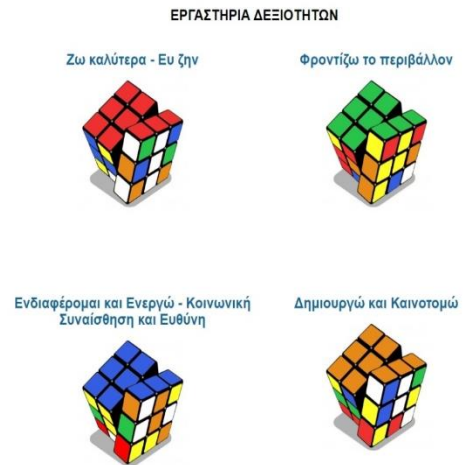 ΕΡΓΑΣΤΗΡΙΑ ΔΕΞΙΟΤΗΤΩΝ
Ζω καλύτερα - Ευ ζην
Φροντίζω το περιβάλλον
Ενδιαφέρομαι και Ενεργώ - Κοινωνική
Συναίσθηση και Ευθύνη
Δημιουργώ και Καινοτομώ